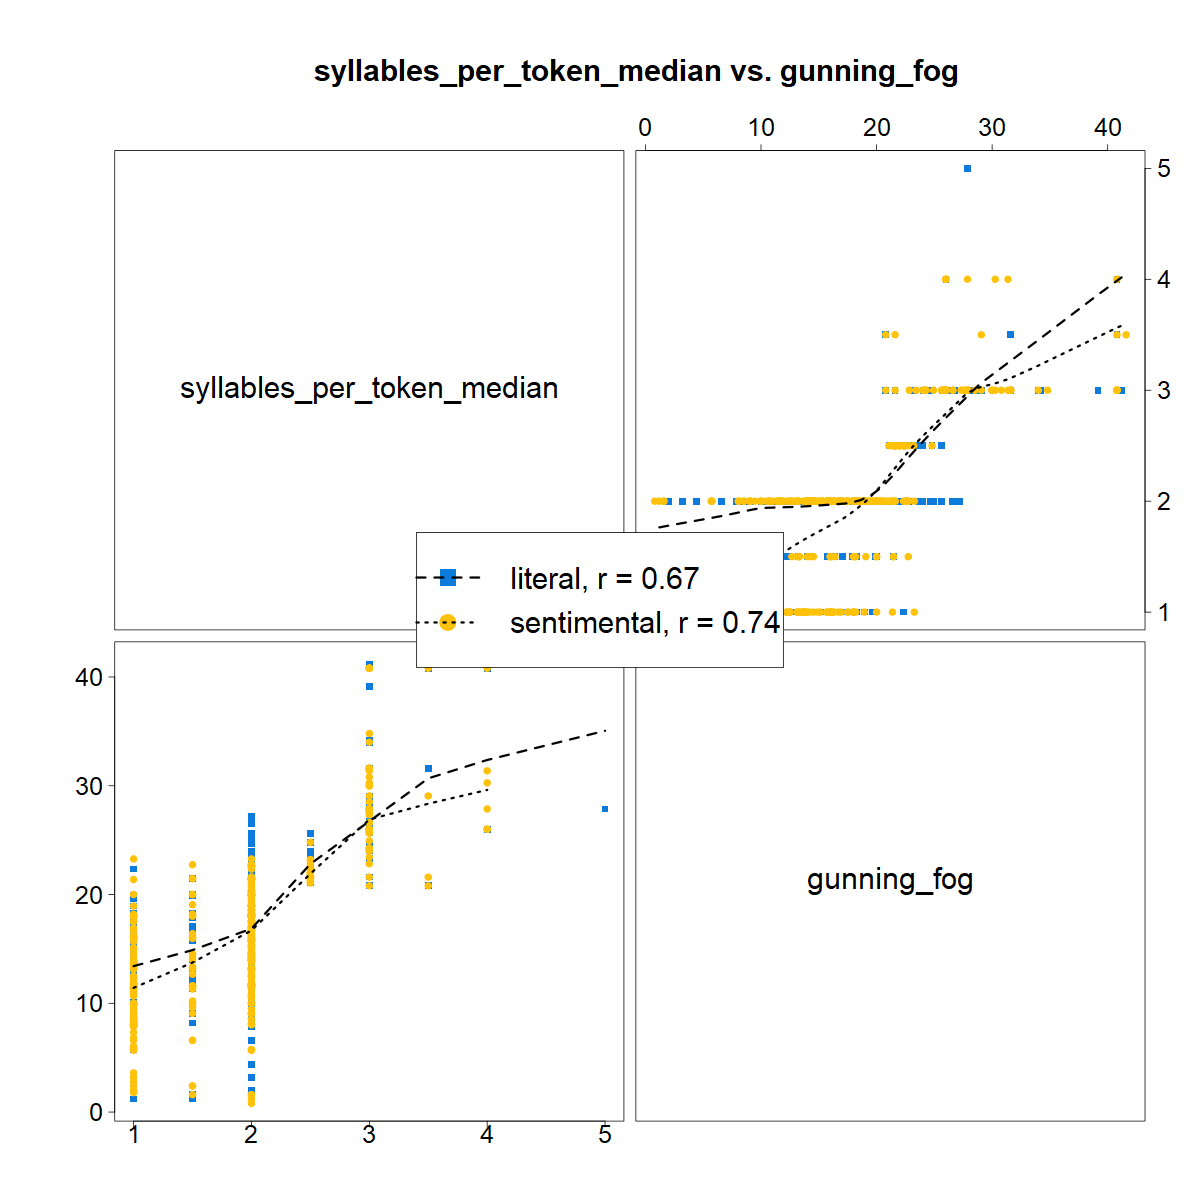 syllables_per_token_median vs. gunning_fog
0 10 20 30 40
syllables_per_token_median
5
4
3
2
1
literal, r = 0.67
sentimental, r = 0.74
40
30
20
10
0
gunning_fog
1 2 3 4 5